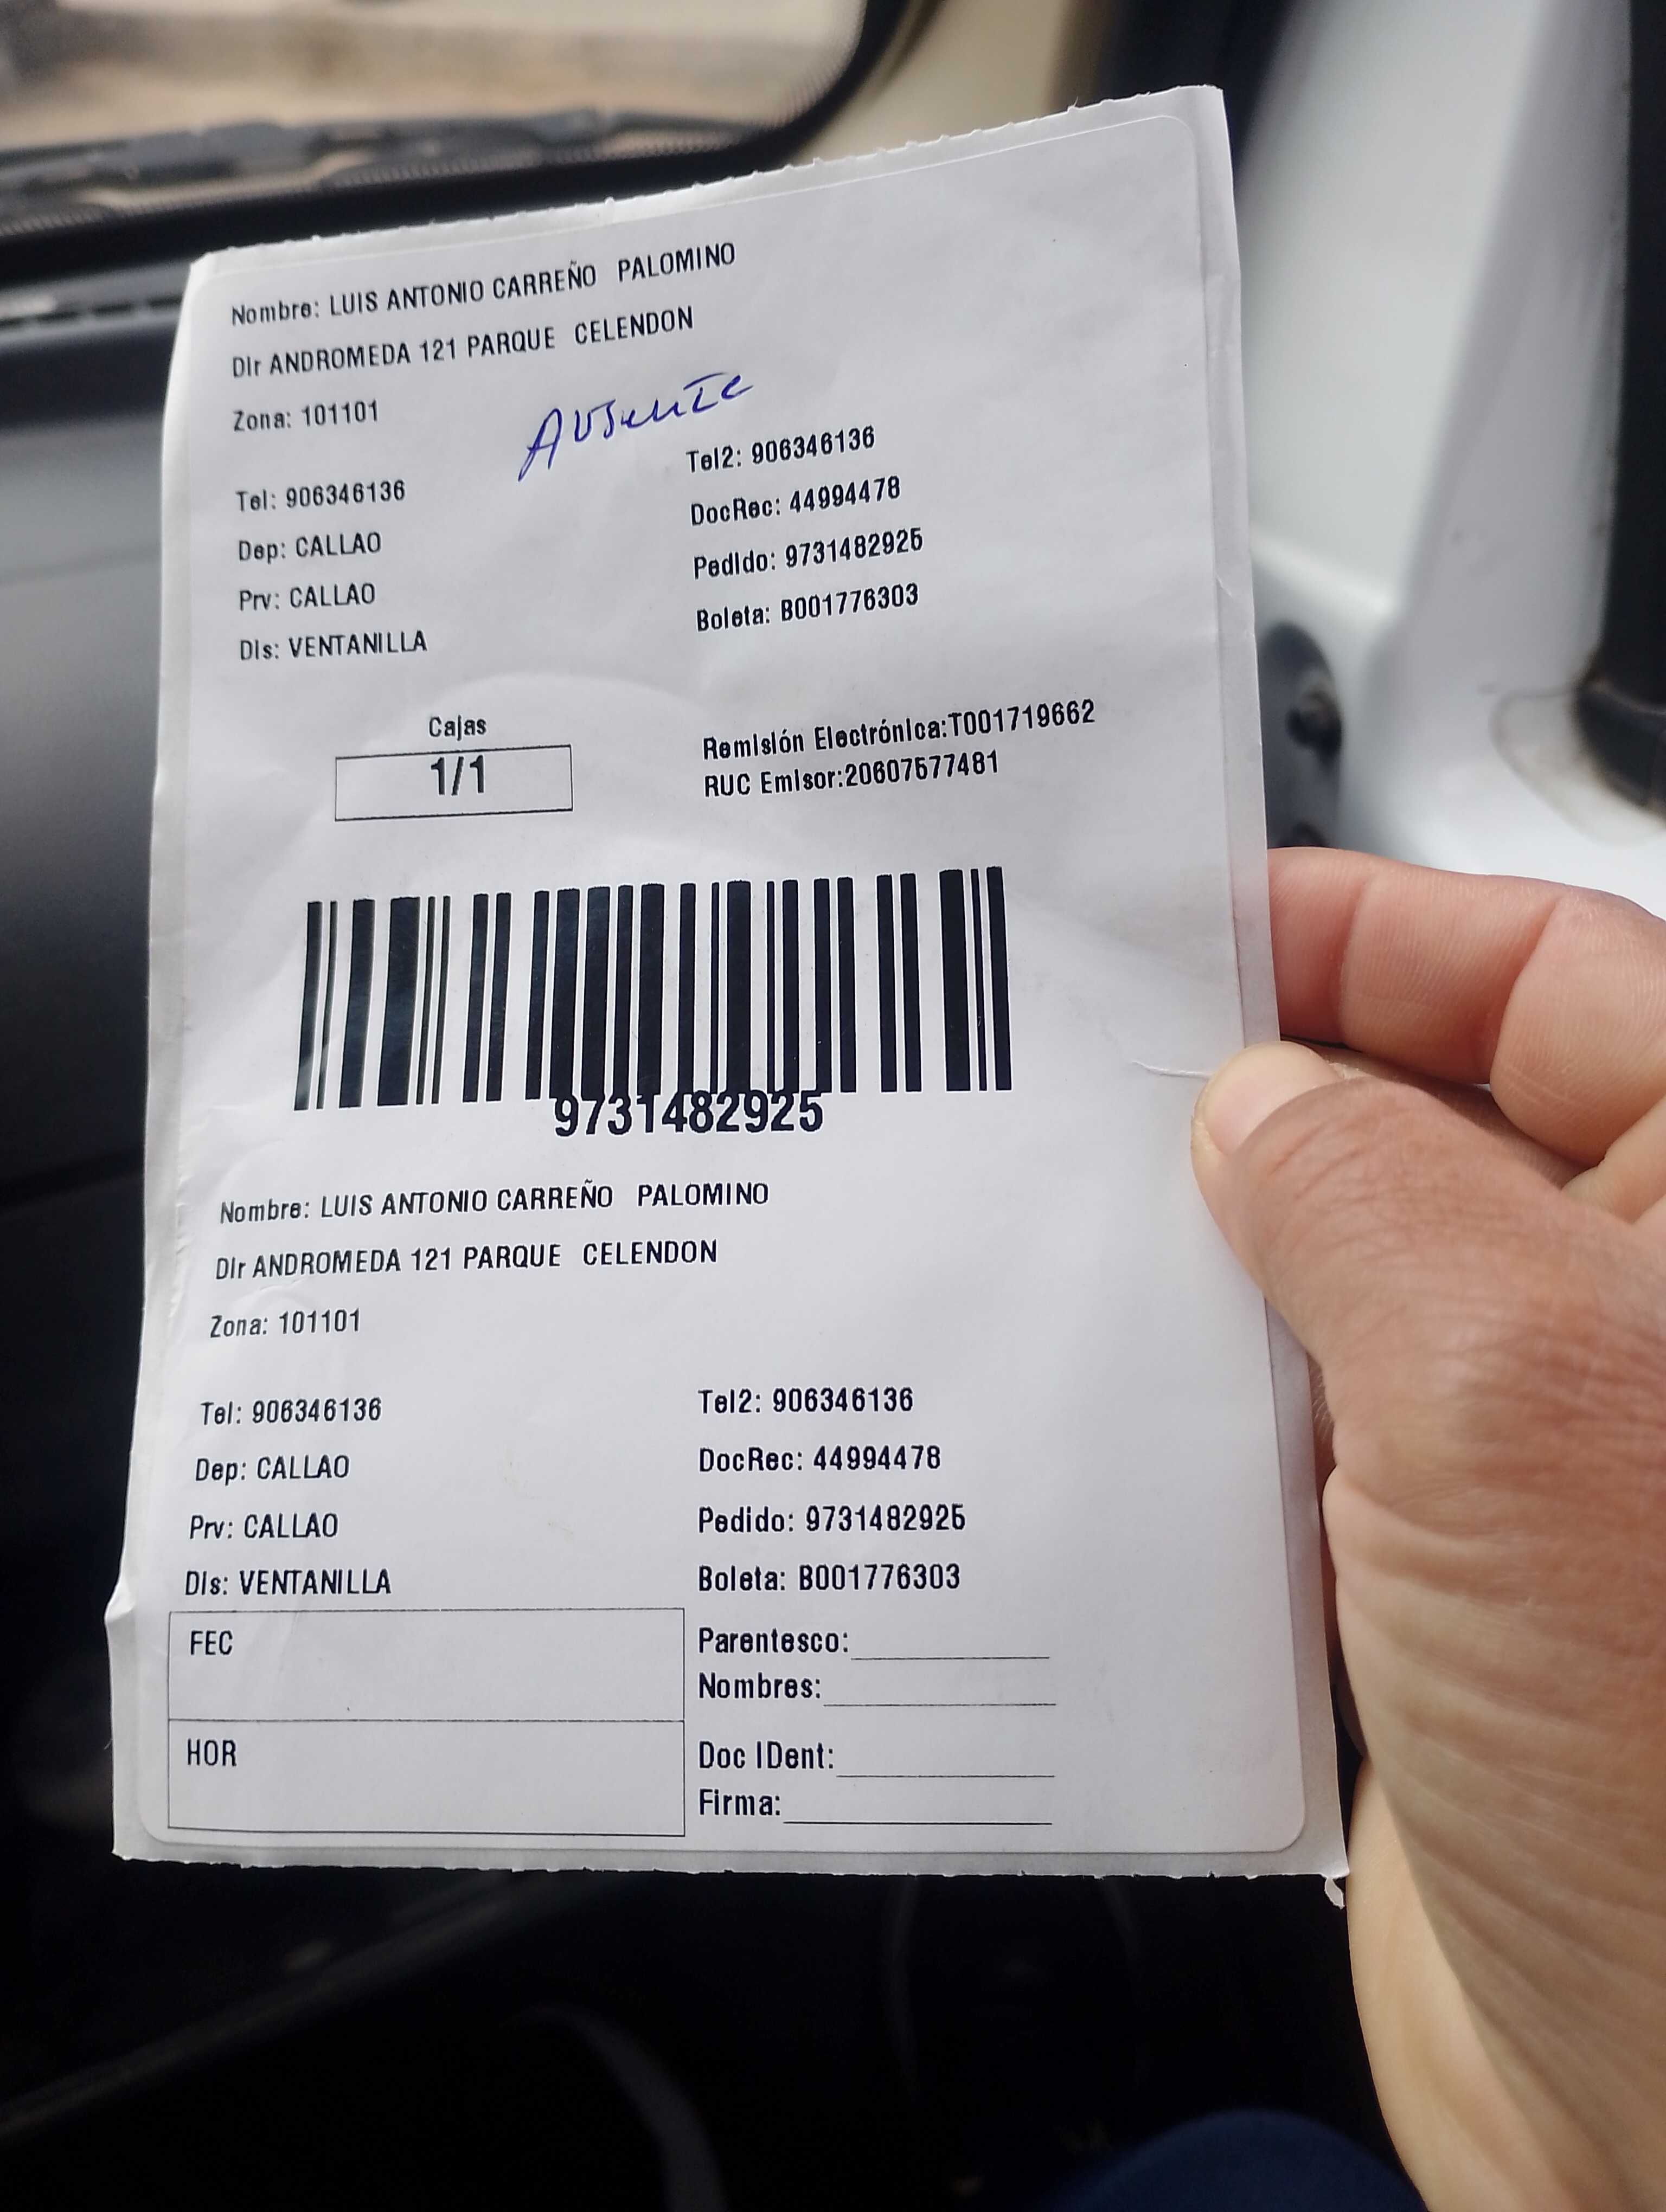 Nombre: LUIS ANTONIO CARREÑO PALOMINO
Dir ANDROMEDA 121 PARQUE CELENDON
Zona: 101101
Ausente
Tel: 906346136
Tel2: 906346136
Dep: CALLAO
DocRec: 44994478
Prv: CALLAO
Pedido: 9731482925
Dis: VENTANILLA
Boleta: B001776303
Cajas
1/1
Remisión Electrónica:T001719662
RUC Emisor:20607577481
9731482925
Nombre: LUIS ANTONIO CARREÑO PALOMINO
Dir ANDROMEDA 121 PARQUE CELENDON
Zona: 101101
Tel: 906346136
Tel2: 906346136
Dep: CALLAO
DocRec: 44994478
Prv: CALLAO
Pedido: 9731482925
Dis: VENTANILLA
Boleta: B001776303
FEC
Parentesco:
Nombres:
HOR
Doc IDent:
Firma: